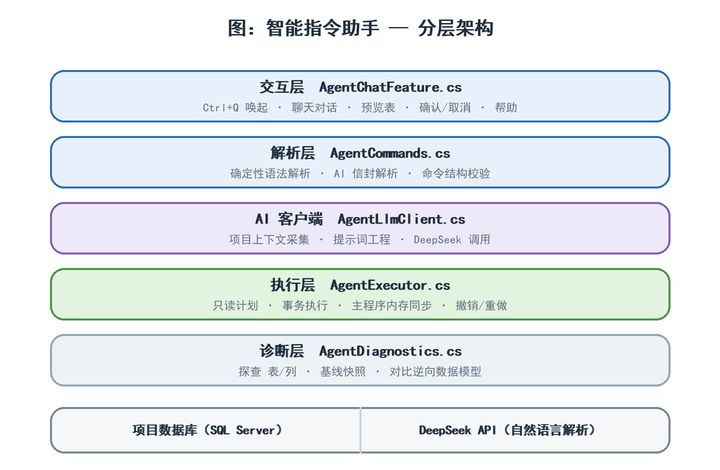 图：智能指令助手 — 分层架构
交互层 AgentChatFeature.cs
Ctrl+Q 唤起 · 聊天对话 · 预览表 · 确认/取消 · 帮助
解析层 AgentCommands.cs
确定性语法解析 · AI 信封解析 · 命令结构校验
AI 客户端 AgentLlmClient.cs
项目上下文采集 · 提示词工程 · DeepSeek 调用
执行层 AgentExecutor.cs
只读计划 · 事务执行 · 主程序内存同步 · 撤销/重做
诊断层 AgentDiagnostics.cs
探查 表/列 · 基线快照 · 对比逆向数据模型
项目数据库（SQL Server） DeepSeek API（自然语言解析）